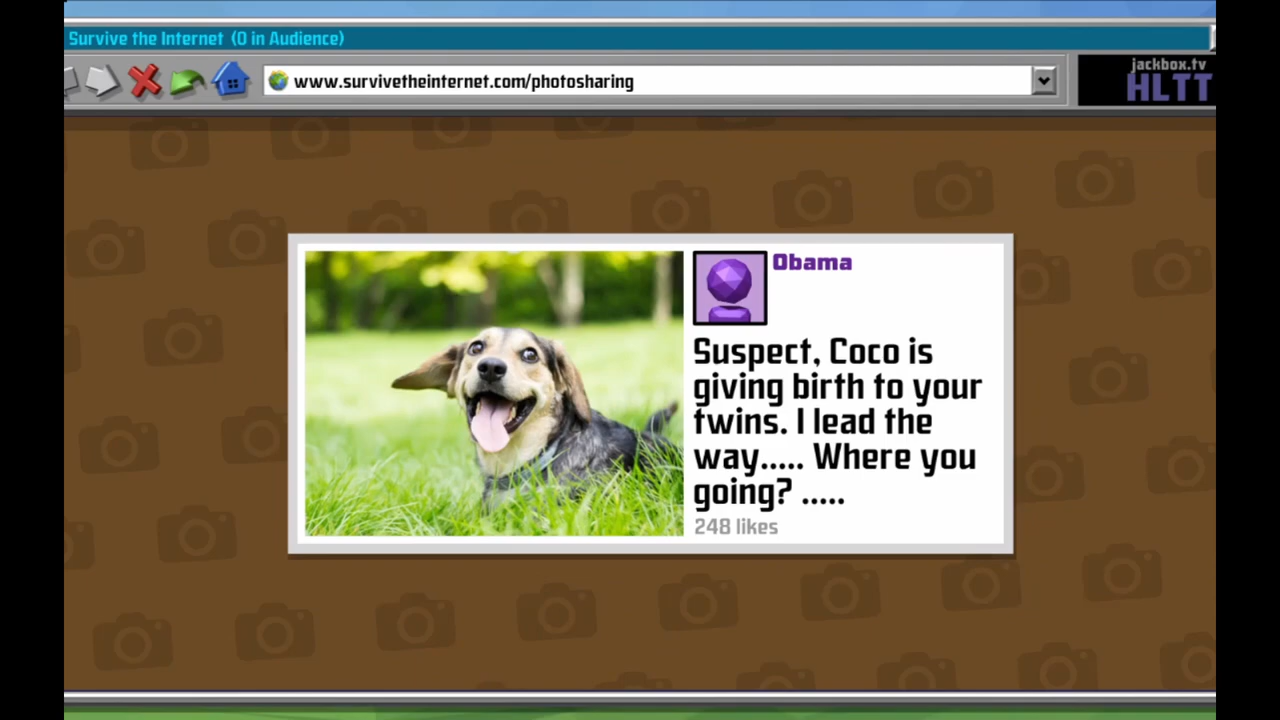 Survive the Internet (0 in Audience)
www.survivetheinternet.com/photosharing
jackbox.tv
HLTT
Obama
Suspect, Coco is
giving birth to your
twins. I lead the
way..... Where you
going? .....
248 likes